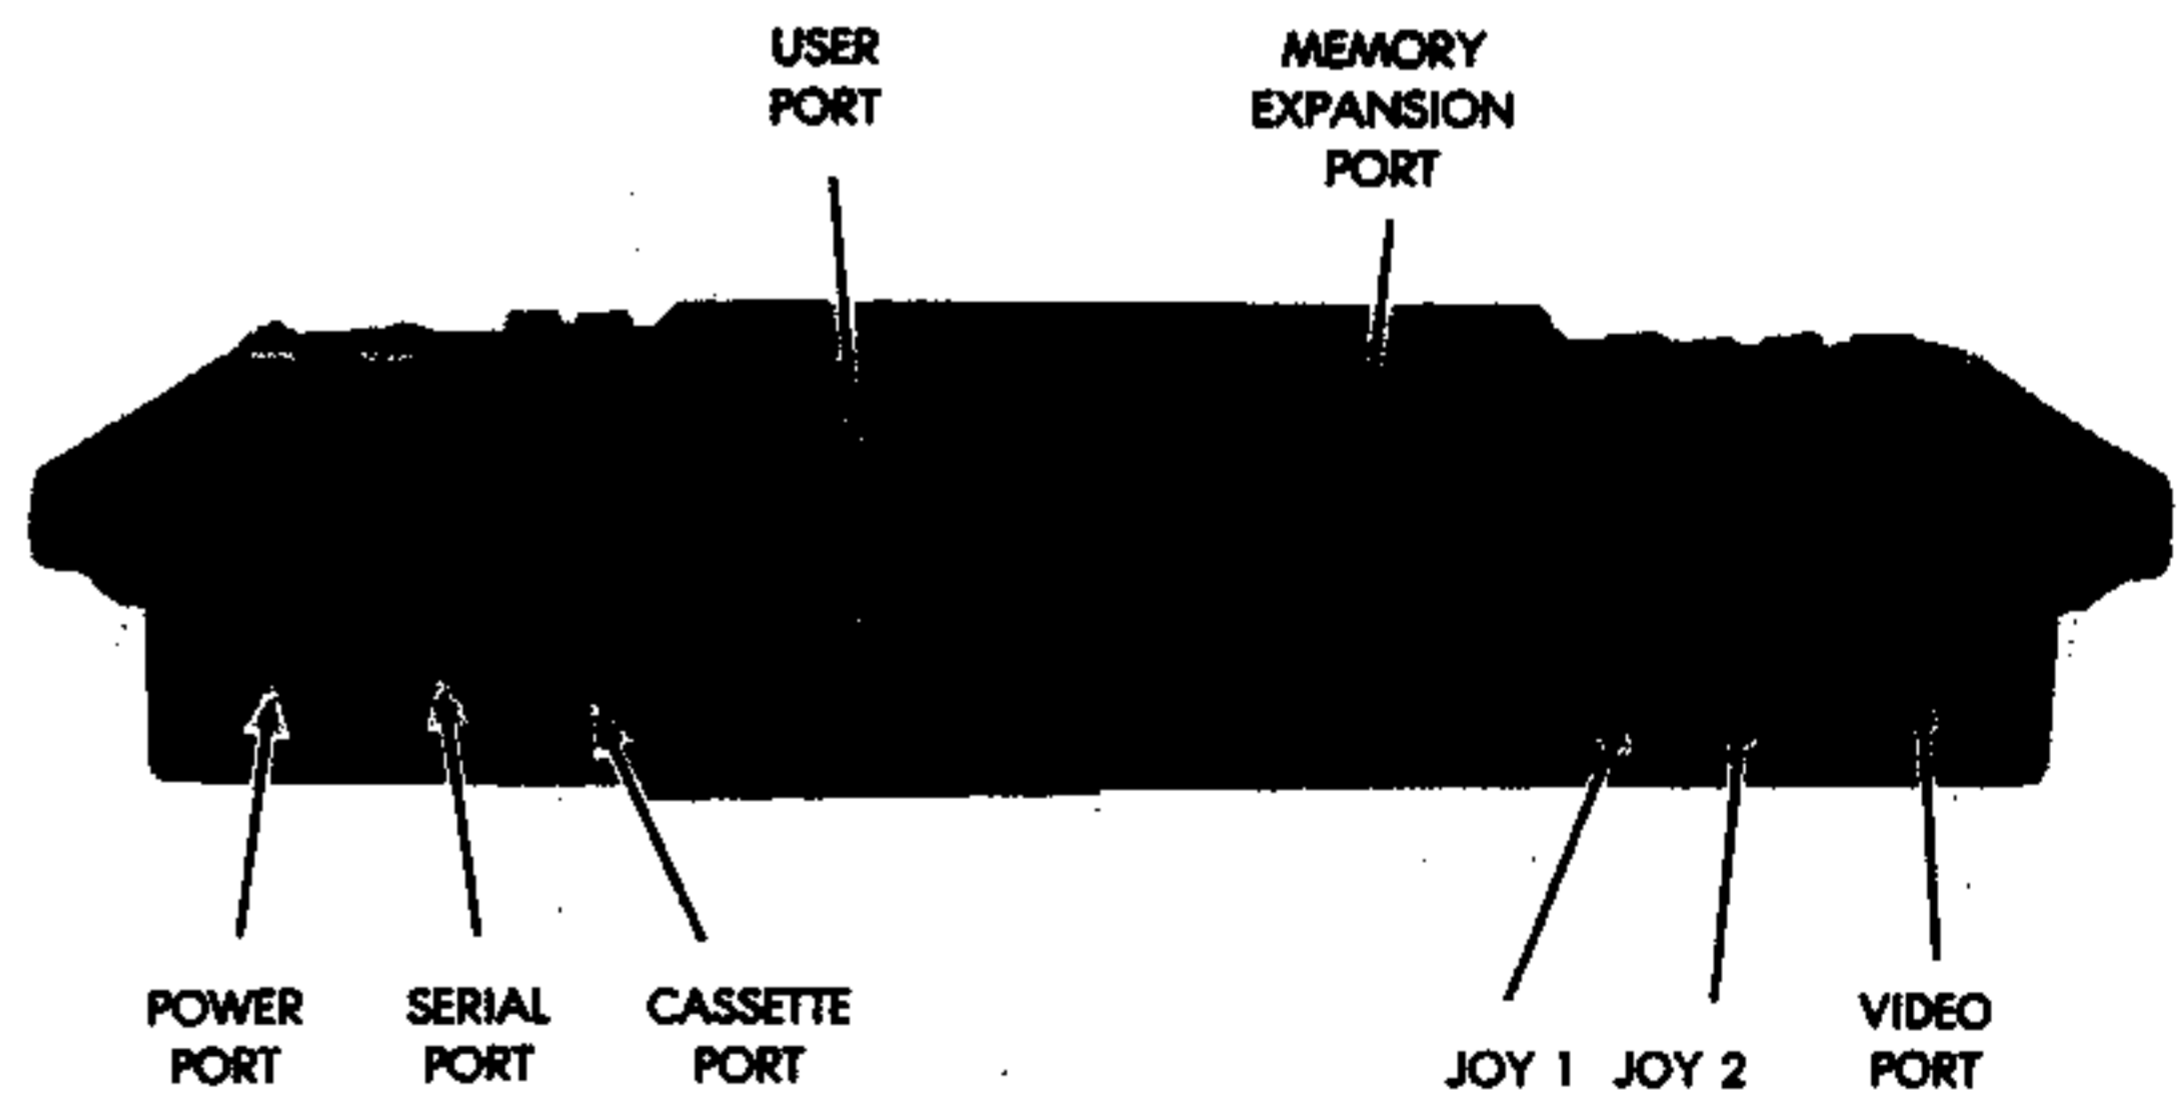 USER
PORT
MEMORY
EXPANSION
PORT
POWER
PORT
SERIAL
PORT
CASSETTE
PORT
JOY 1
JOY 2
VIDEO
PORT